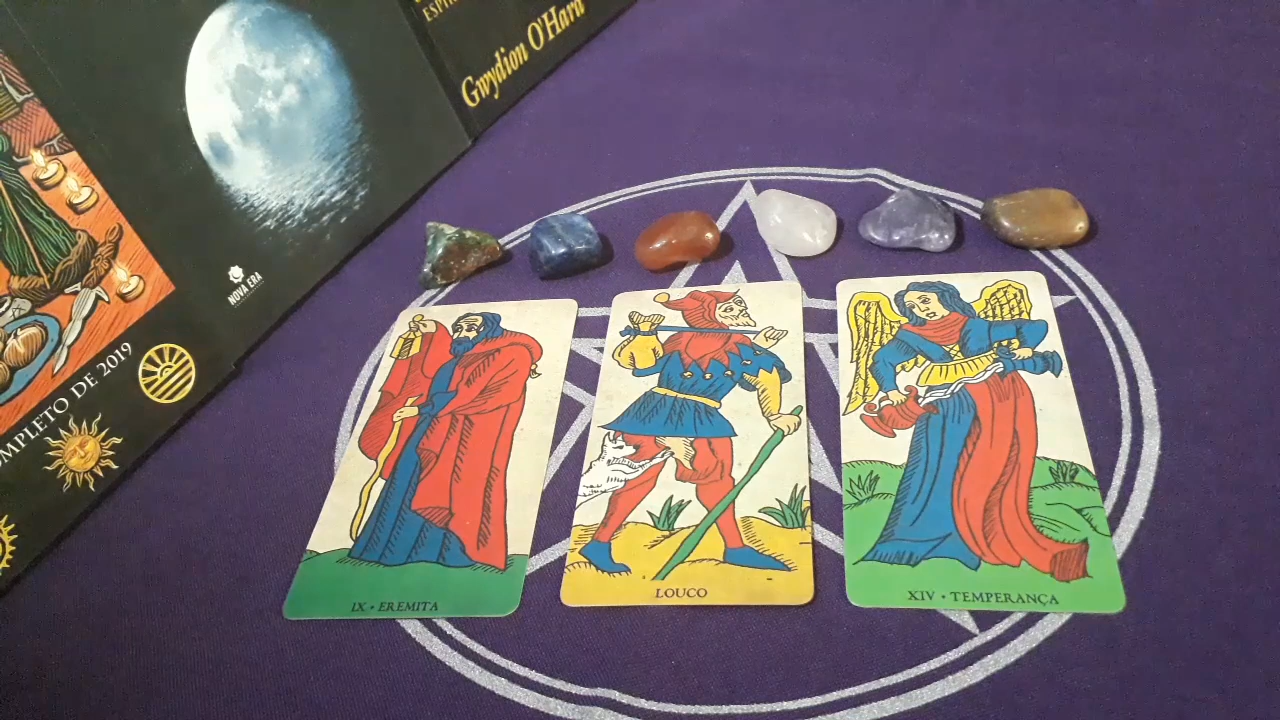 Gwydion O'Hara
NOVA ERA
OMPLETO DE 2019
IX • EREMITA
LOUCO
XIV • TEMPERANÇA